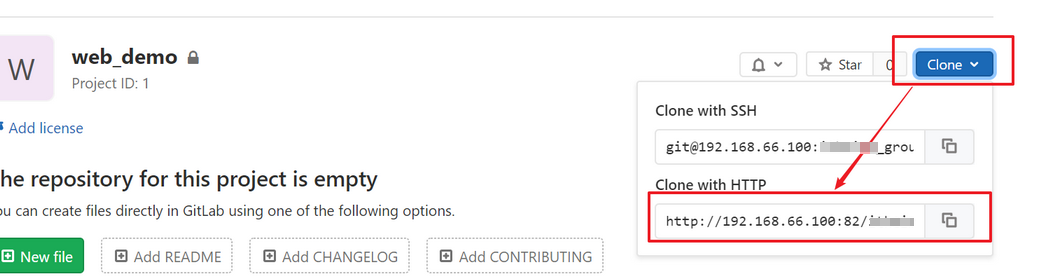 W
web_demo
Project ID: 1
Star 0
Clone
Add license
Clone with SSH
git@192.168.66.100: _grou
he repository for this project is empty
Clone with HTTP
ou can create files directly in GitLab using one of the following options.
http://192.168.66.100:82/
New file
Add README
Add CHANGELOG
Add CONTRIBUTING